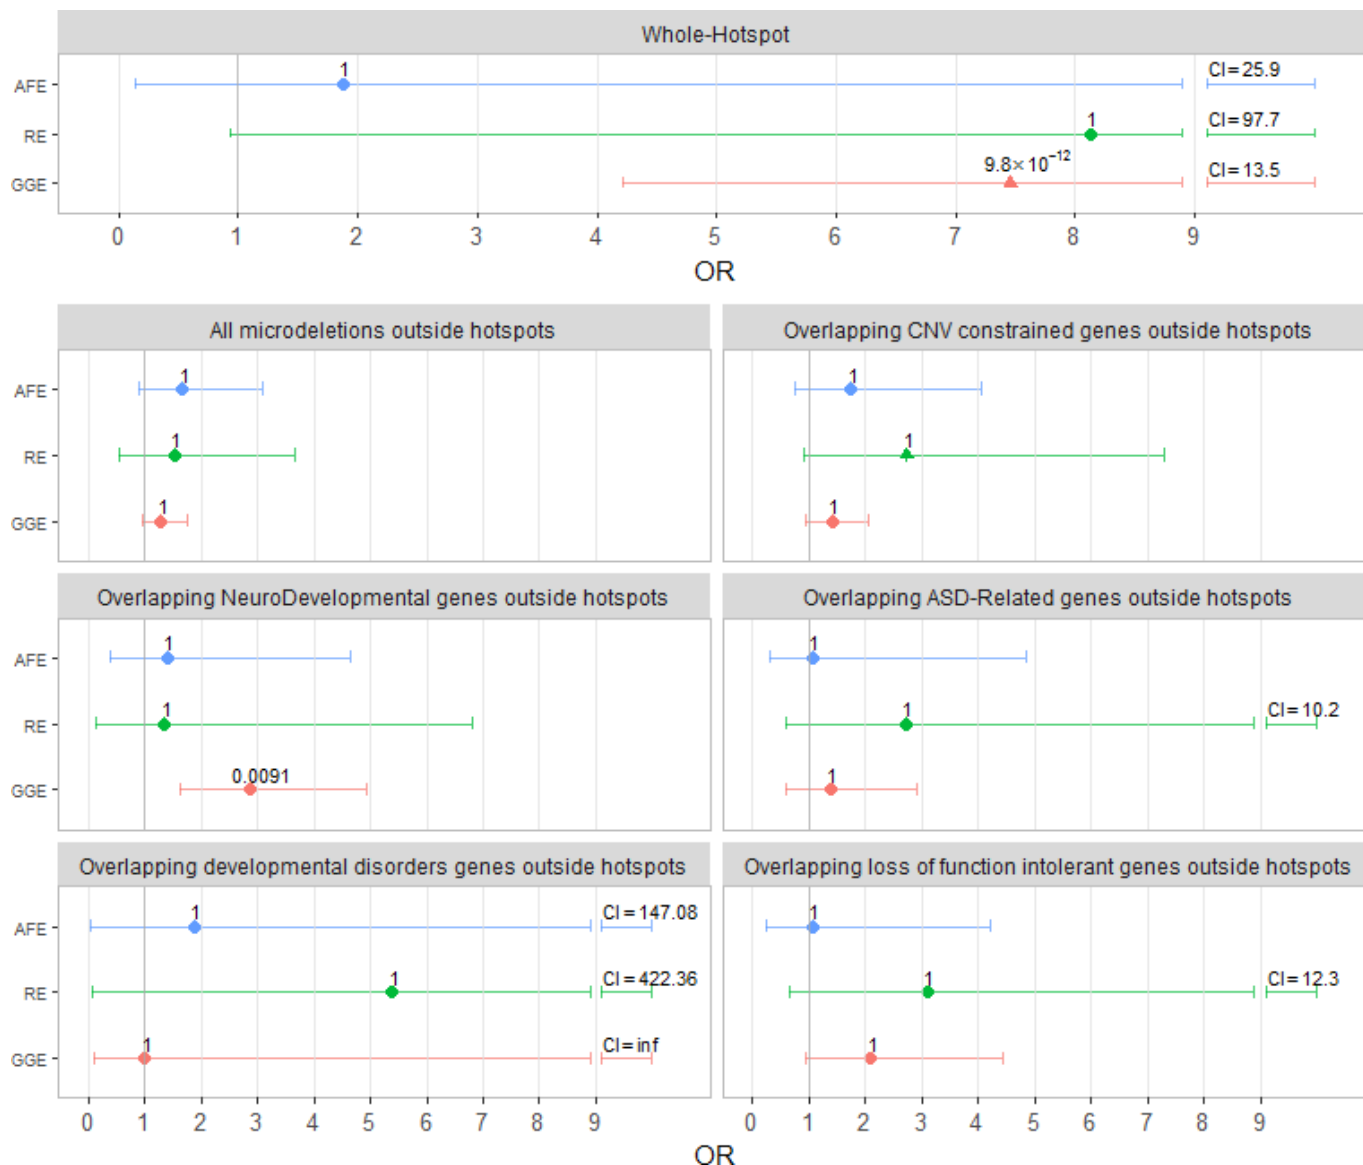 Whole-Hotspot
AFE
1
CI = 25.9
RE
1
CI = 97.7
GGE
9.8 × 10⁻¹²
CI = 13.5
0 1 2 3 4 5 6 7 8 9
OR
All microdeletions outside hotspots
AFE
1
RE
1
GGE
1
Overlapping CNV constrained genes outside hotspots
1
1
1
Overlapping NeuroDevelopmental genes outside hotspots
AFE
1
RE
1
GGE
0.0091
Overlapping ASD-Related genes outside hotspots
1
1
CI = 10.2
1
Overlapping developmental disorders genes outside hotspots
AFE
1
CI = 147.08
RE
1
CI = 422.36
GGE
1
CI = inf
0 1 2 3 4 5 6 7 8 9
Overlapping loss of function intolerant genes outside hotspots
1
1
CI = 12.3
1
0 1 2 3 4 5 6 7 8 9
OR